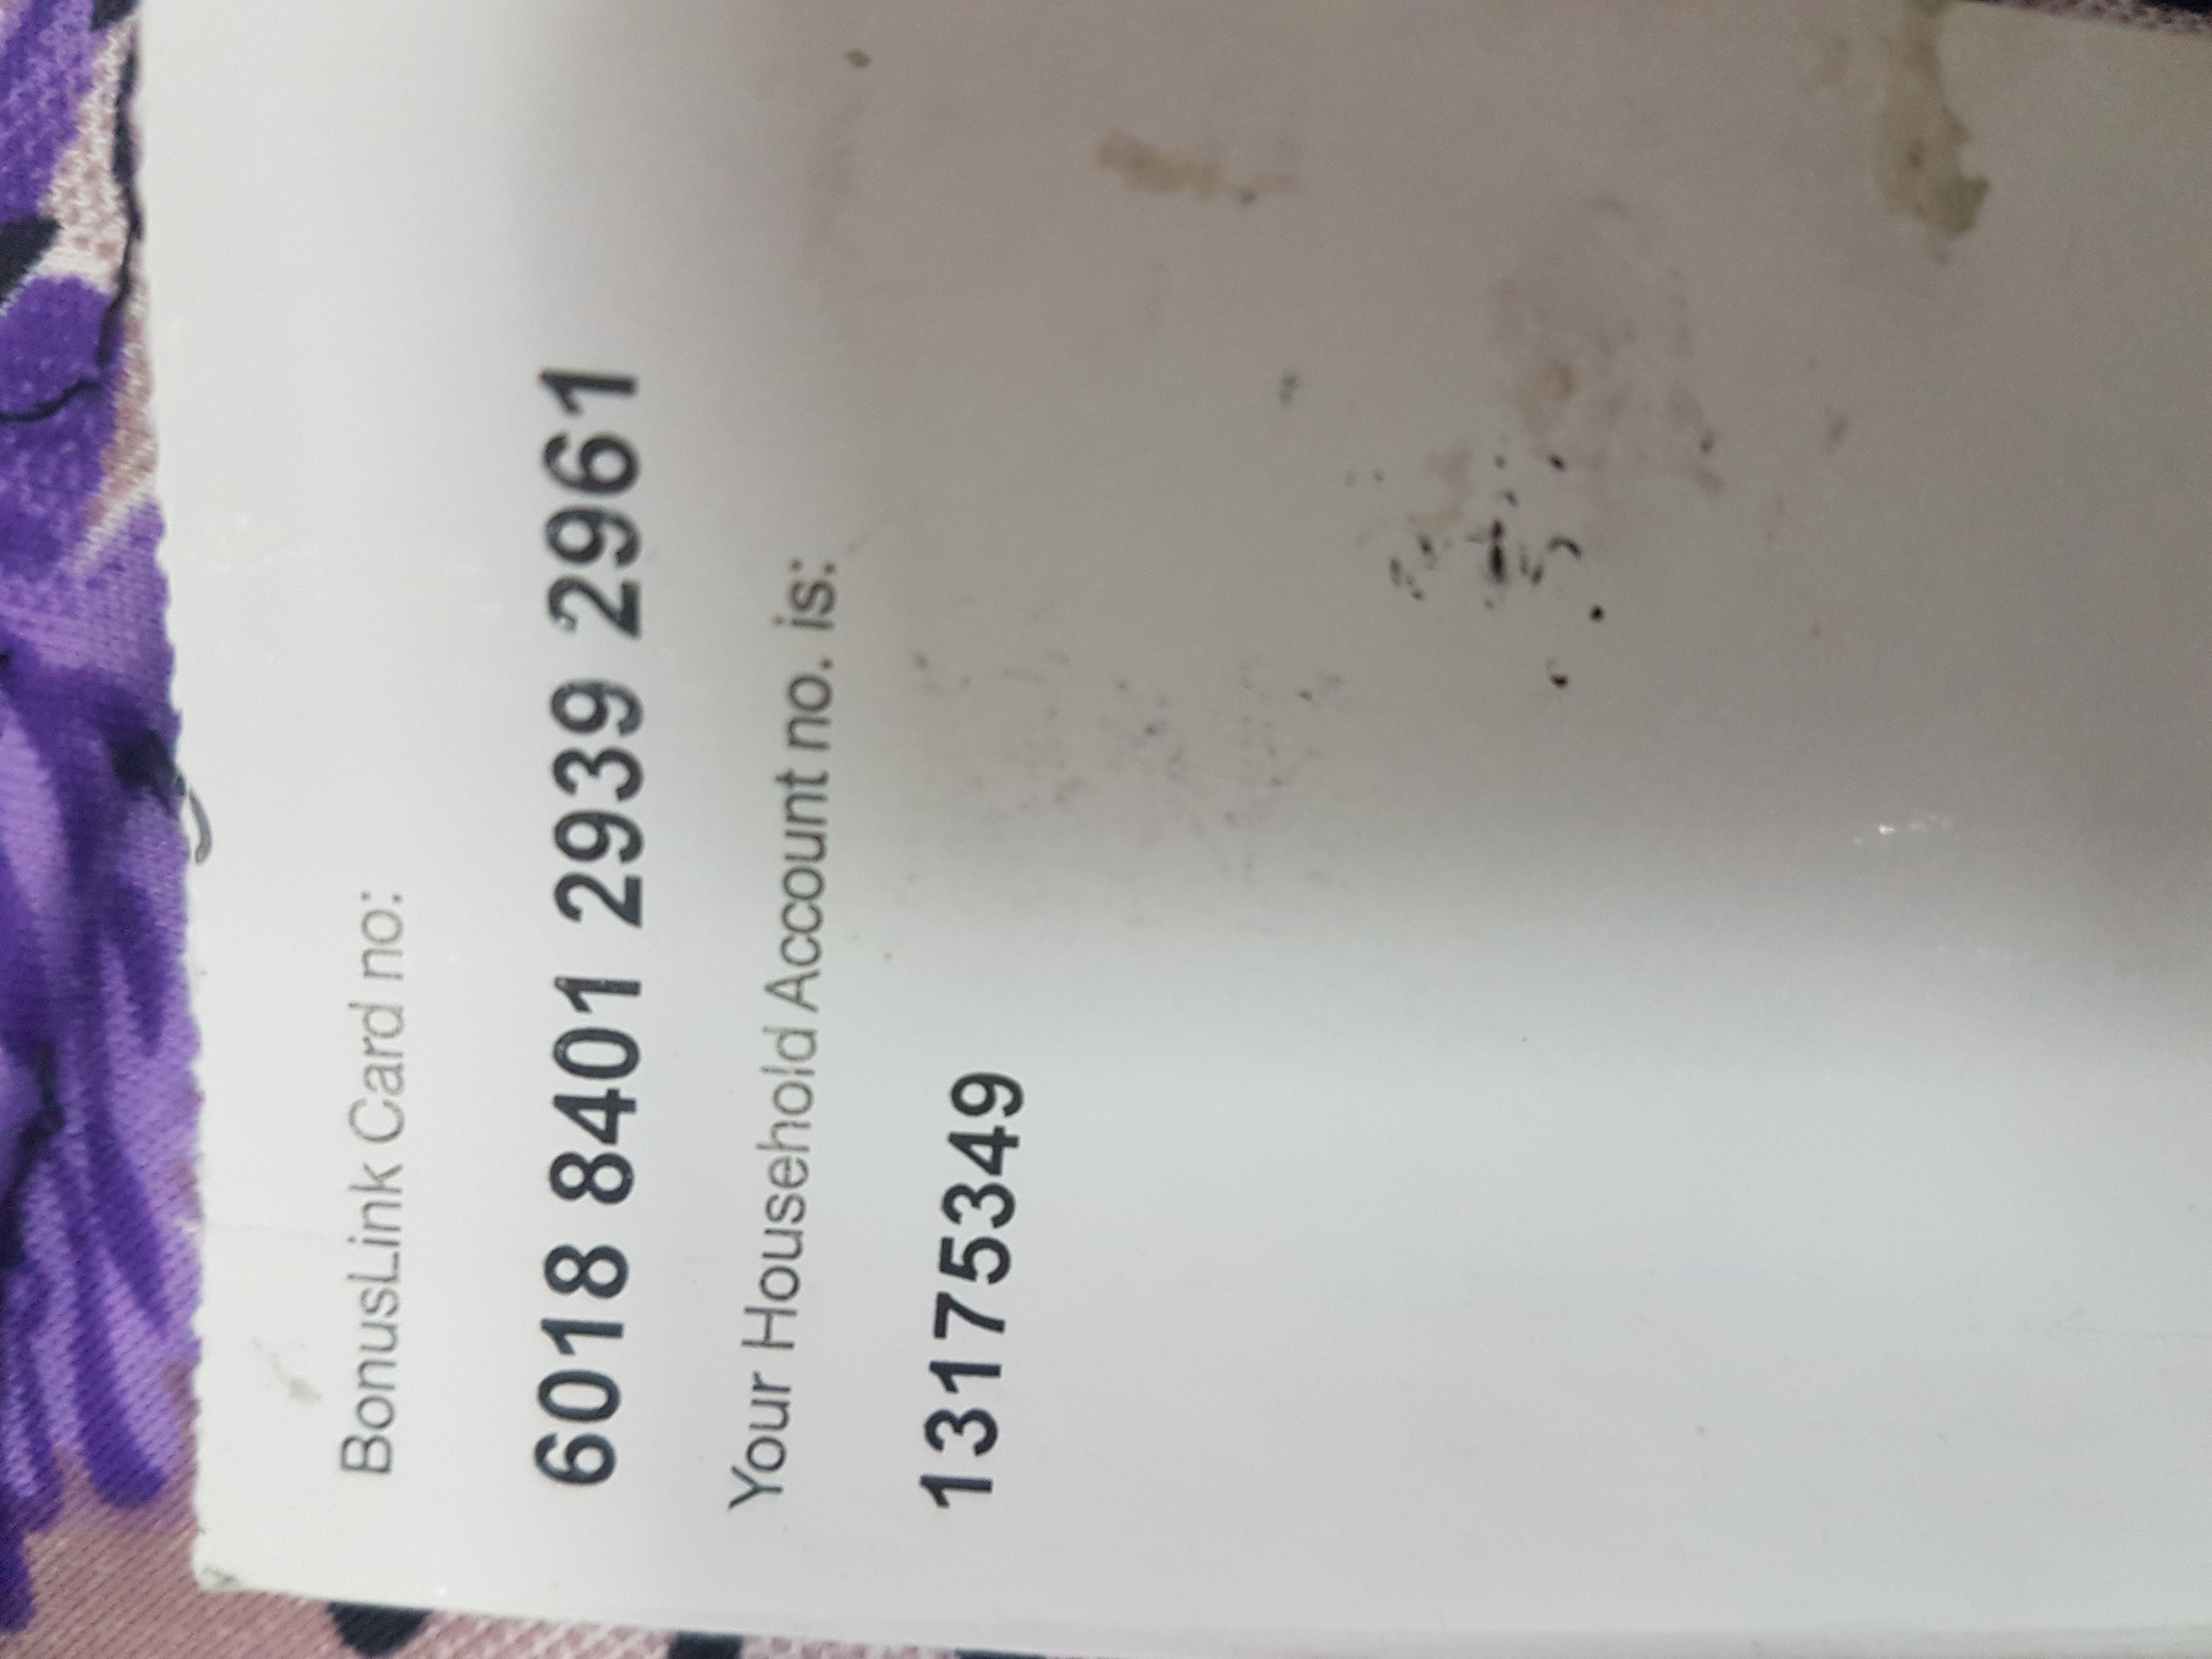 BonusLink Card no:
6018 8401 2939 2961
Your Household Account no. is:
13175349